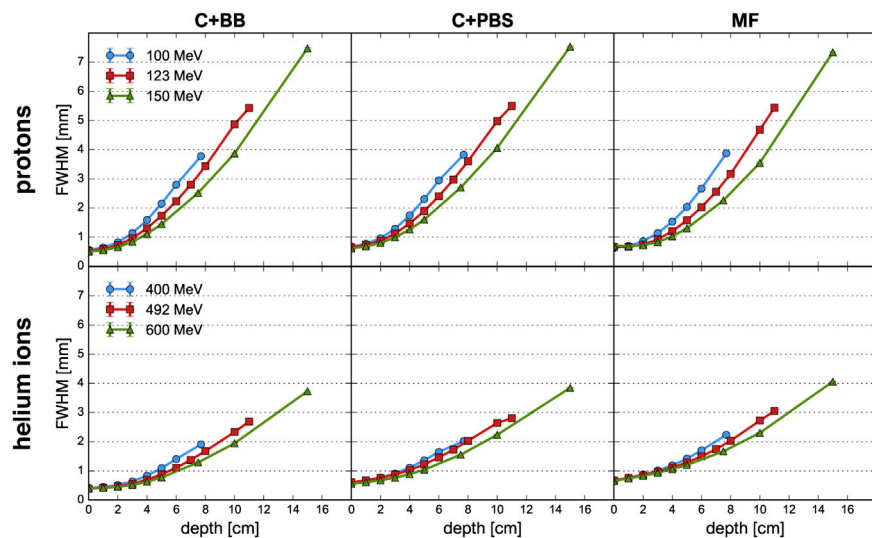 C+BB C+PBS MF
protons
FWHM [mm]
7
6
5
4
3
2
1
0
100 MeV
123 MeV
150 MeV
helium ions
FWHM [mm]
7
6
5
4
3
2
1
0
400 MeV
492 MeV
600 MeV
0 2 4 6 8 10 12 14 0 2 4 6 8 10 12 14 0 2 4 6 8 10 12 14 16
depth [cm] depth [cm] depth [cm]